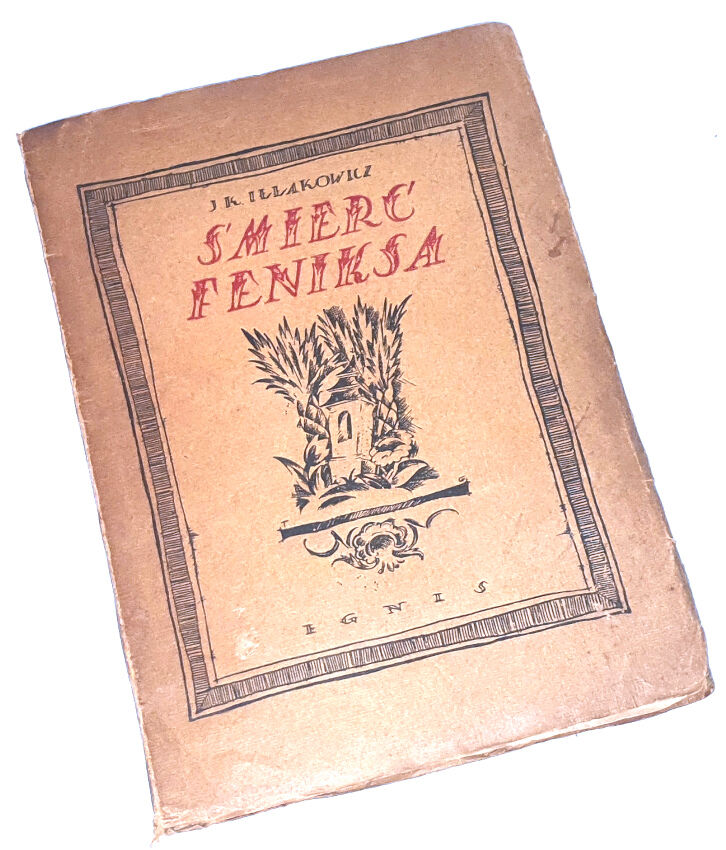 J K. IŁŁAKOWICZ
ŚMIERĆ
FENIKSA
T G
IGNIS